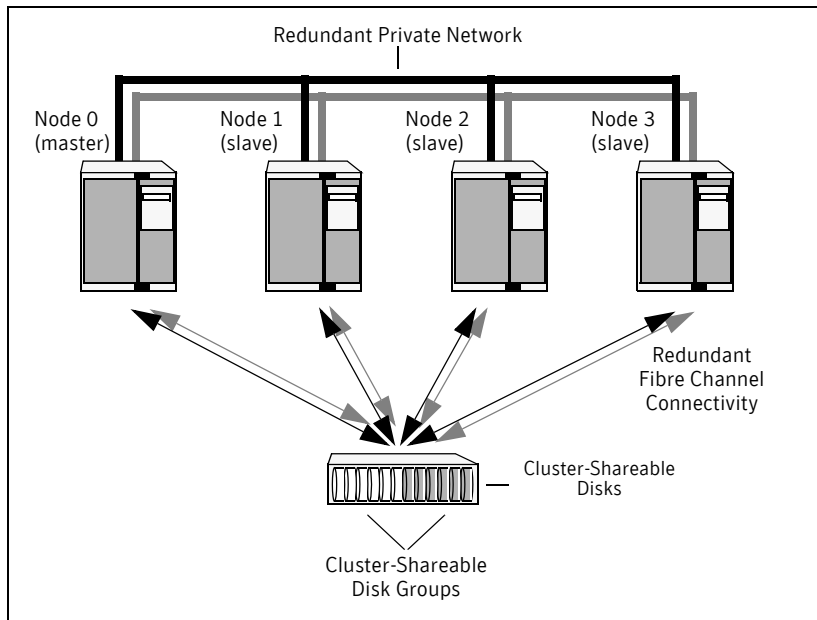 Redundant Private Network
Node 0
(master)
Node 1
(slave)
Node 2
(slave)
Node 3
(slave)
Redundant
Fibre Channel
Connectivity
Cluster-Shareable
Disks
Cluster-Shareable
Disk Groups